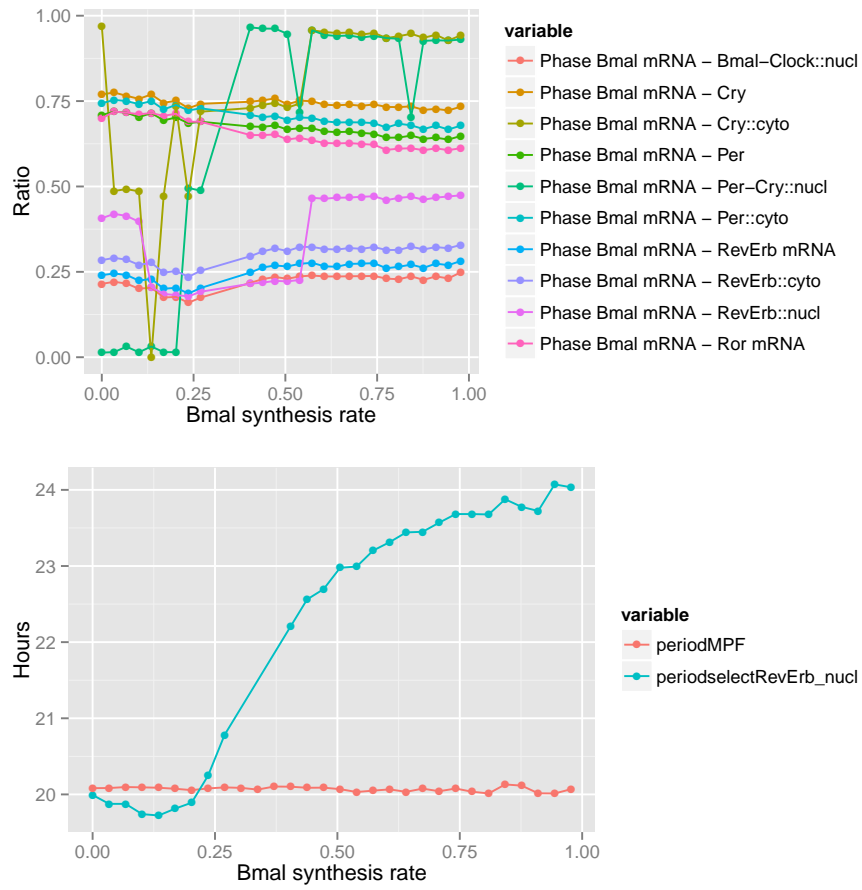 1.00
0.75
0.50
0.25
0.00
Ratio
0.00 0.25 0.50 0.75 1.00
Bmal synthesis rate
variable
Phase Bmal mRNA − Bmal−Clock::nucl
Phase Bmal mRNA − Cry
Phase Bmal mRNA − Cry::cyto
Phase Bmal mRNA − Per
Phase Bmal mRNA − Per−Cry::nucl
Phase Bmal mRNA − Per::cyto
Phase Bmal mRNA − RevErb mRNA
Phase Bmal mRNA − RevErb::cyto
Phase Bmal mRNA − RevErb::nucl
Phase Bmal mRNA − Ror mRNA
24
23
22
21
20
Hours
0.00 0.25 0.50 0.75 1.00
Bmal synthesis rate
variable
periodMPF
periodselectRevErb_nucl